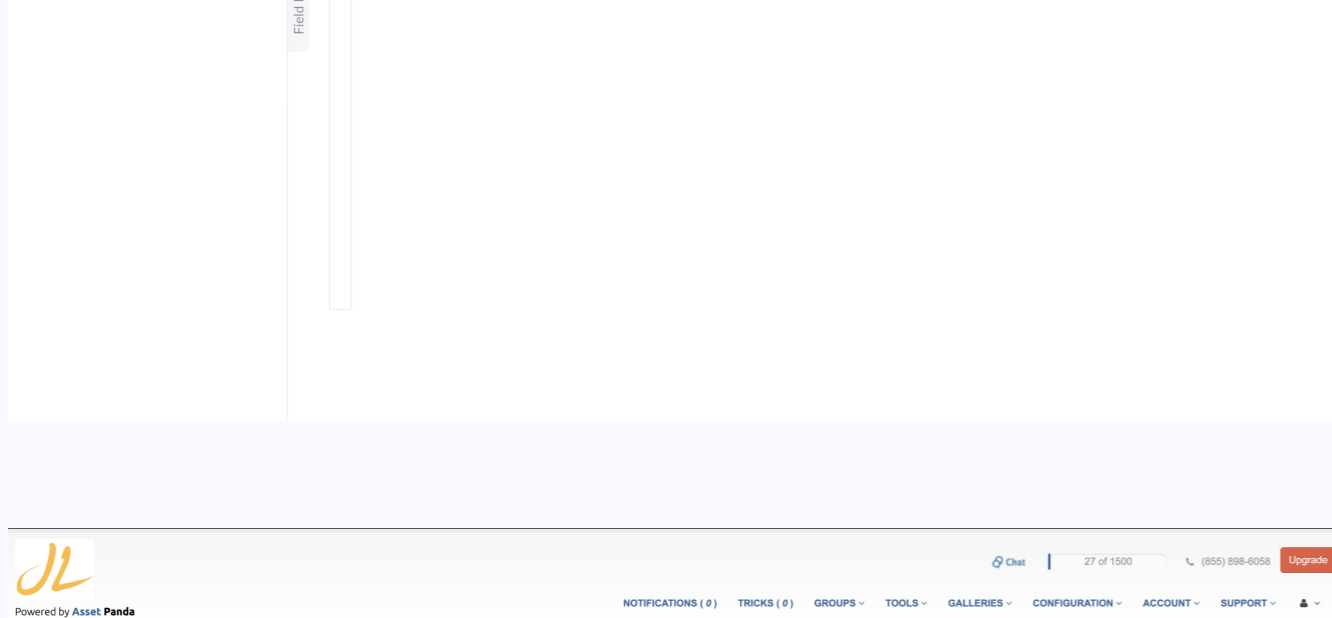 Field
Chat 27 of 1500 (855) 898-6058 Upgrade
JL
Powered by Asset Panda
NOTIFICATIONS ( 0 ) TRICKS ( 0 ) GROUPS TOOLS GALLERIES CONFIGURATION ACCOUNT SUPPORT